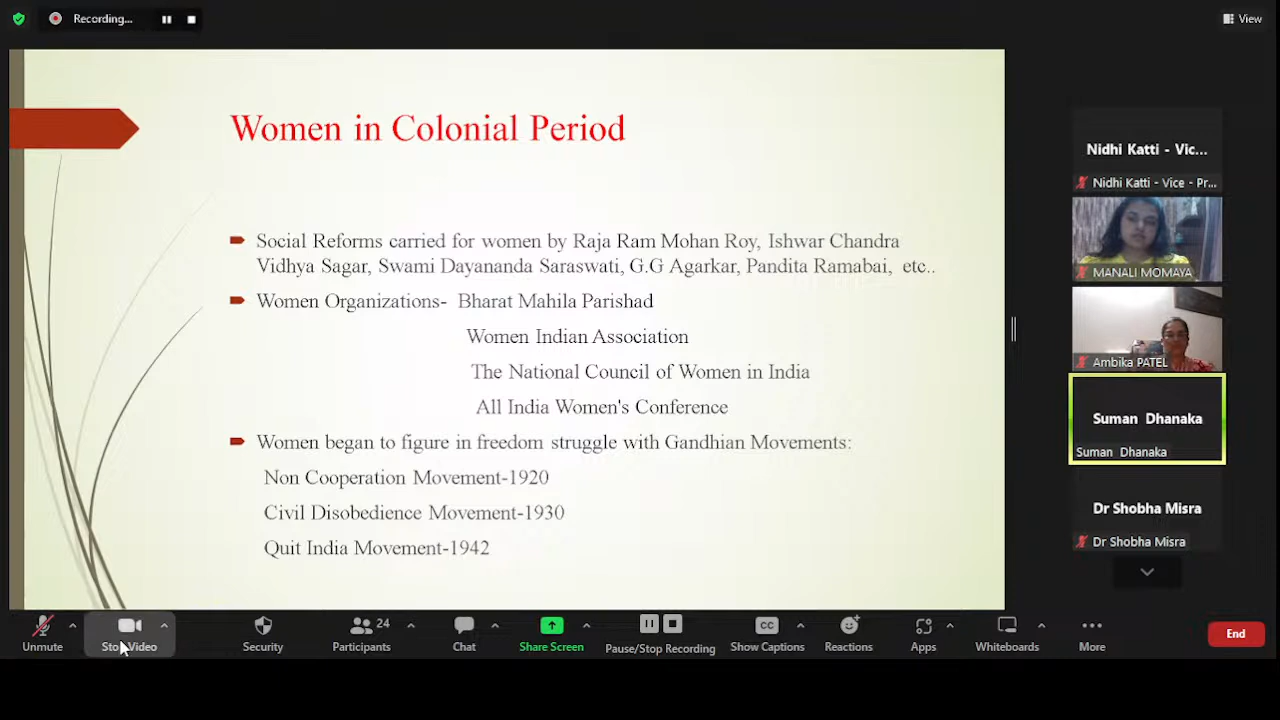 Recording...
View
Women in Colonial Period
Social Reforms carried for women by Raja Ram Mohan Roy, Ishwar Chandra
Vidhya Sagar, Swami Dayananda Saraswati, G.G Agarkar, Pandita Ramabai, etc..
Women Organizations- Bharat Mahila Parishad
Women Indian Association
The National Council of Women in India
All India Women's Conference
Women began to figure in freedom struggle with Gandhian Movements:
Non Cooperation Movement-1920
Civil Disobedience Movement-1930
Quit India Movement-1942
Nidhi Katti - Vic...
Nidhi Katti - Vice - Pr...
MANALI MOMAYA
Ambika PATEL
Suman Dhanaka
Suman Dhanaka
Dr Shobha Misra
Dr Shobha Misra
Unmute
Stop Video
Security
Participants
24
Chat
Share Screen
Pause/Stop Recording
CC
Show Captions
Reactions
Apps
Whiteboards
More
End